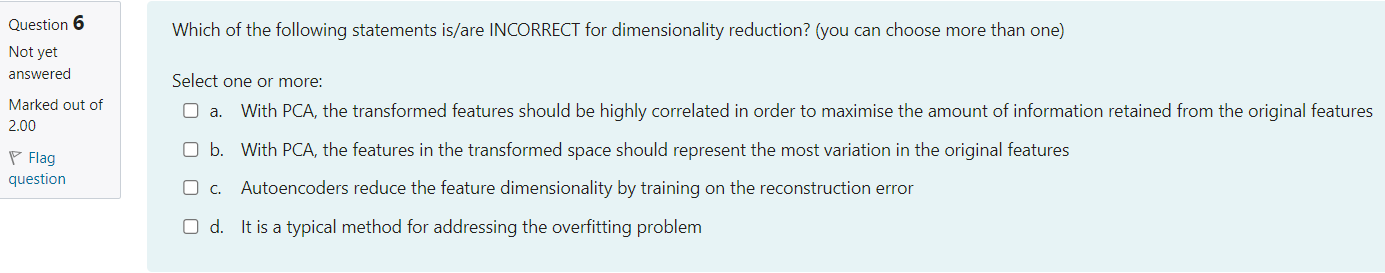 Question 6
Not yet
answered
Marked out of
2.00
Flag
question
Which of the following statements is/are INCORRECT for dimensionality reduction? (you can choose more than one)
Select one or more:
a. With PCA, the transformed features should be highly correlated in order to maximise the amount of information retained from the original features
b. With PCA, the features in the transformed space should represent the most variation in the original features
c. Autoencoders reduce the feature dimensionality by training on the reconstruction error
d. It is a typical method for addressing the overfitting problem